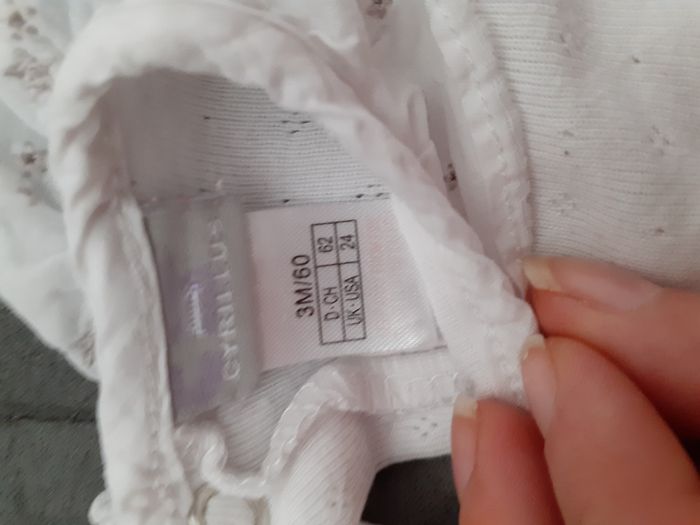 CYRILLUS
3M/60
D·CH 62
UK·USA 24